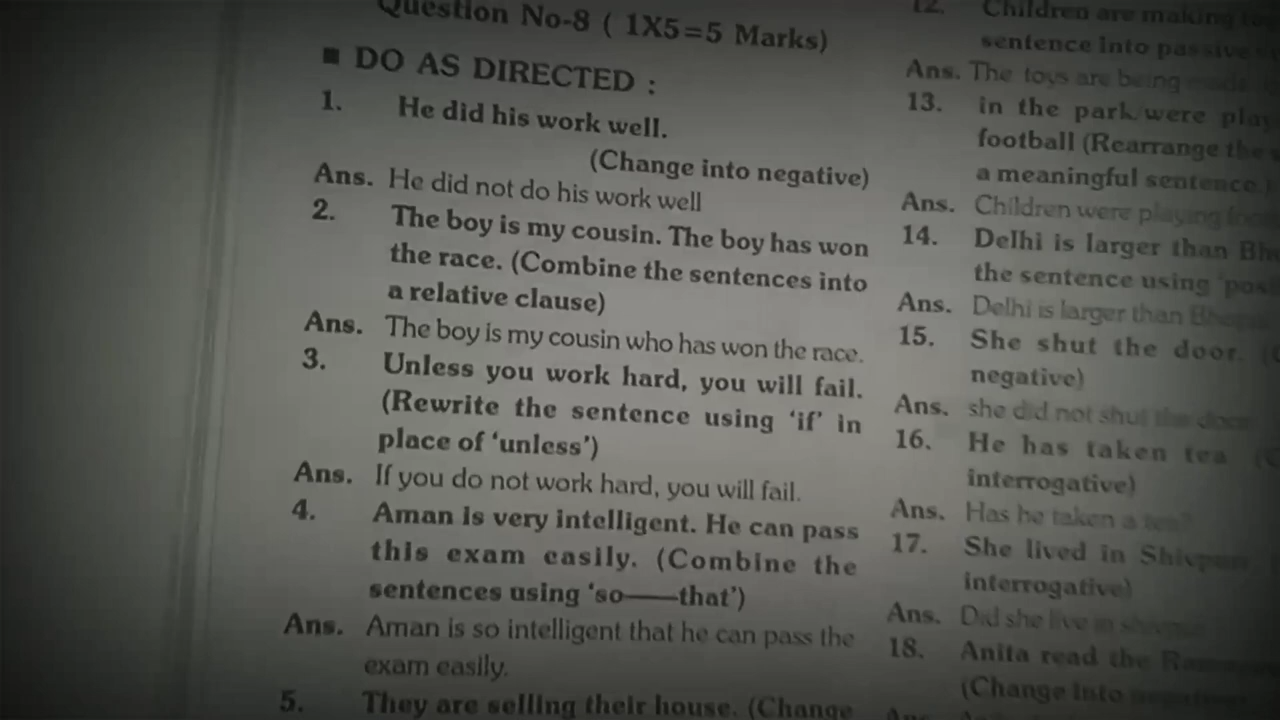 Question No-8 ( 1X5=5 Marks)
■ DO AS DIRECTED :
1. He did his work well.
(Change into negative)
Ans. He did not do his work well
2. The boy is my cousin. The boy has won
the race. (Combine the sentences into
a relative clause)
Ans. The boy is my cousin who has won the race.
3. Unless you work hard, you will fail.
(Rewrite the sentence using ‘if’ in
place of ‘unless’)
Ans. If you do not work hard, you will fail.
4. Aman is very intelligent. He can pass
this exam easily. (Combine the
sentences using ‘so——that’)
Ans. Aman is so intelligent that he can pass the
exam easily.
5. They are selling their house. (Change
12. Children are making
sentence into passive
Ans. The toys are being made
13. in the park were
football (Rearrange the
a meaningful sentence.)
Ans. Children were playing
14. Delhi is larger than
the sentence using
Ans. Delhi is larger than
15. She shut the door.
negative)
Ans. she did not shut the door
16. He has taken tea
interrogative)
Ans. Has he taken a tea?
17. She lived in
interrogative)
Ans. Did she live in
18. Anita read the
(Change into